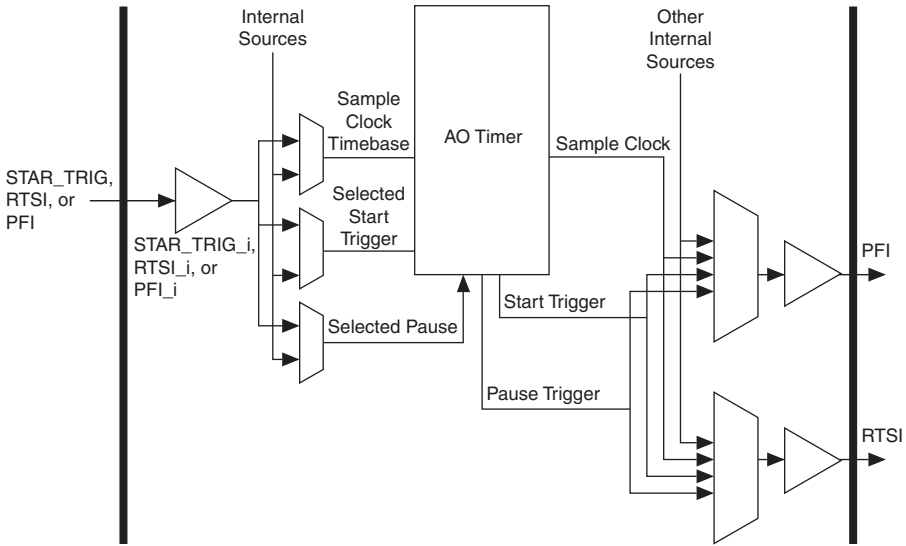 Internal
Sources
Other
Internal
Sources
Sample
Clock
Timebase
AO Timer
Sample Clock
STAR_TRIG,
RTSI, or
PFI
Selected
Start
Trigger
STAR_TRIG_i,
RTSI_i, or
PFI_i
PFI
Start Trigger
Selected Pause
Pause Trigger
RTSI